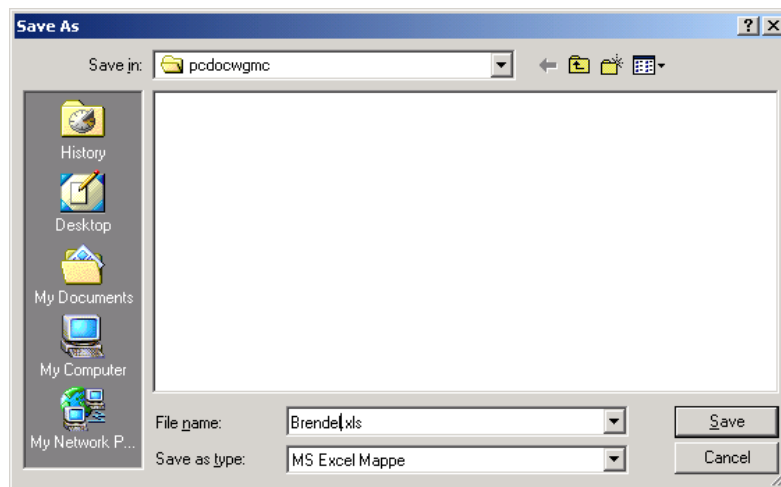 Save As
Save in: pcdocwgmc
History
Desktop
My Documents
My Computer
My Network P...
File name: Brendel.xls Save
Save as type: MS Excel Mappe Cancel